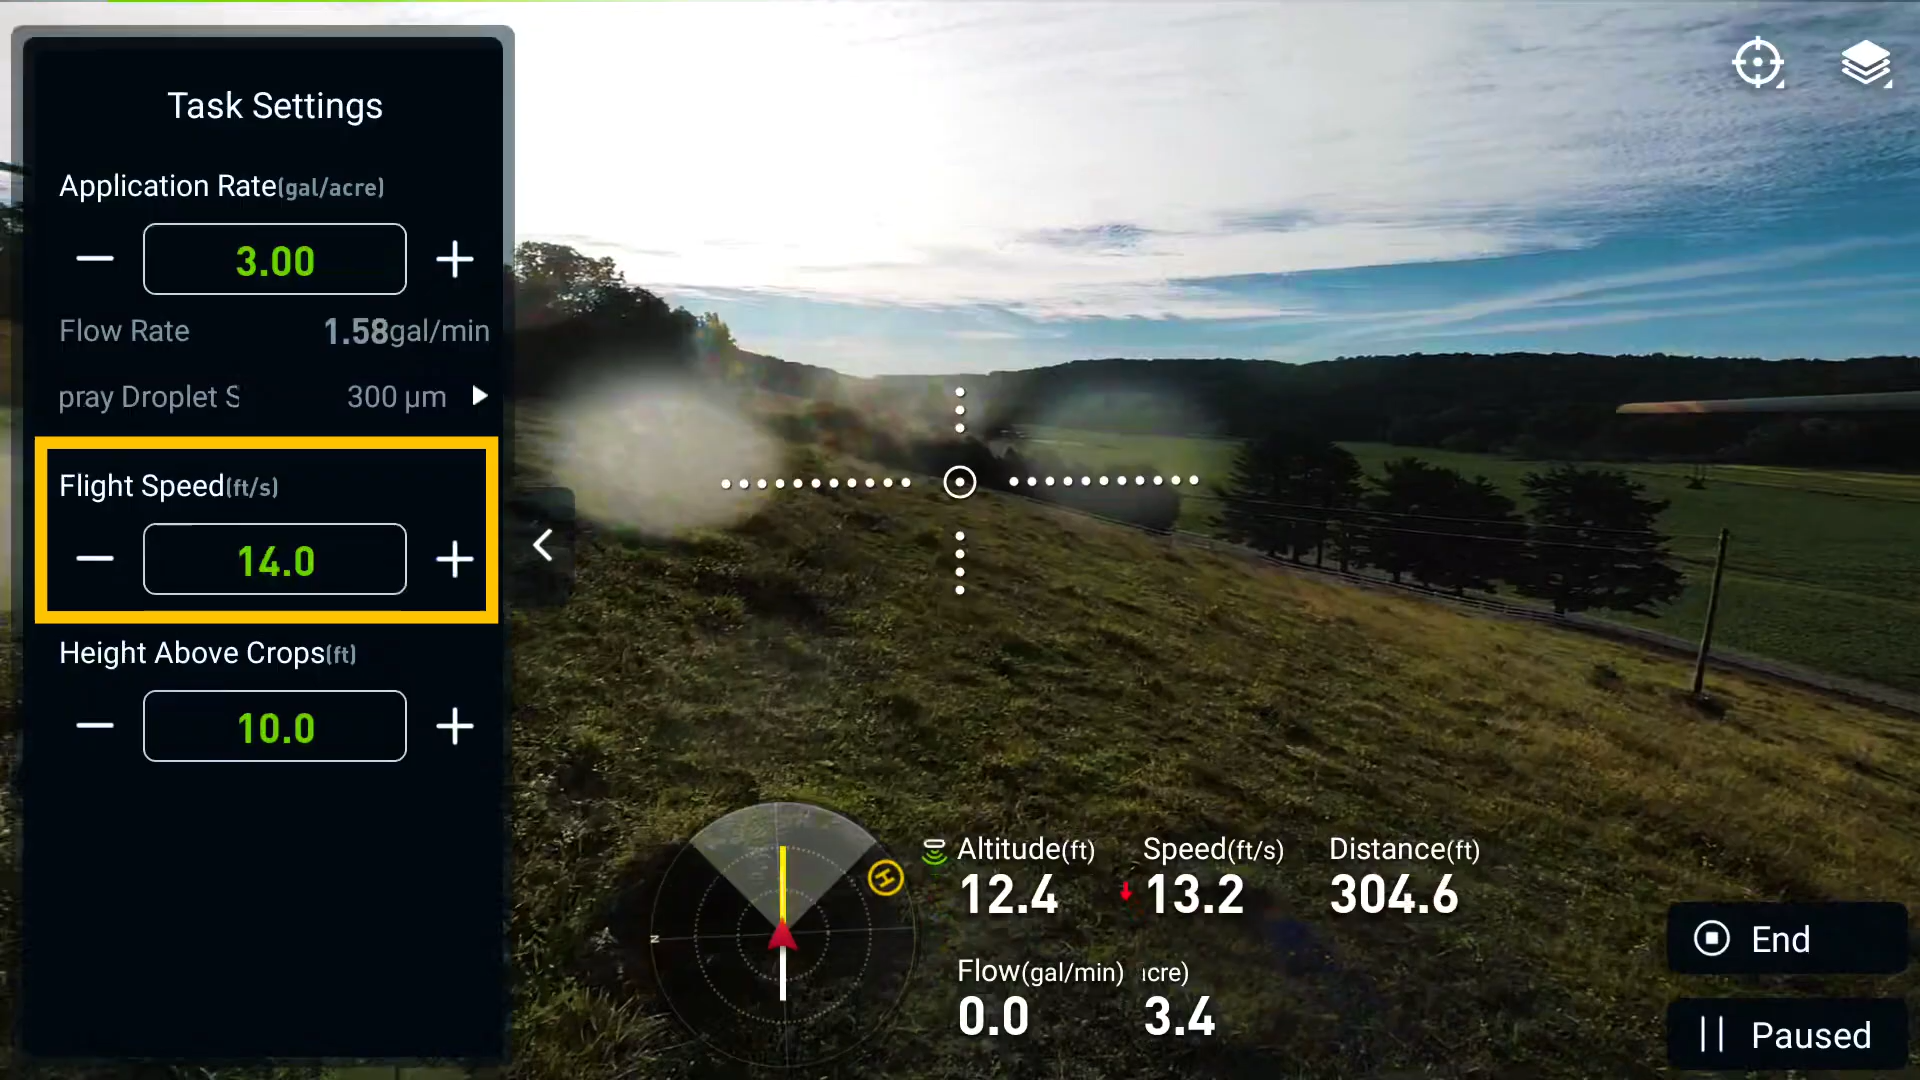 Task Settings
Application Rate(gal/acre)
3.00
Flow Rate 1.58gal/min
pray Droplet S 300 µm
Flight Speed(ft/s)
14.0
Height Above Crops(ft)
10.0
Altitude(ft) Speed(ft/s) Distance(ft)
12.4 13.2 304.6
Flow(gal/min) acre)
0.0 3.4
N
H
End
Paused